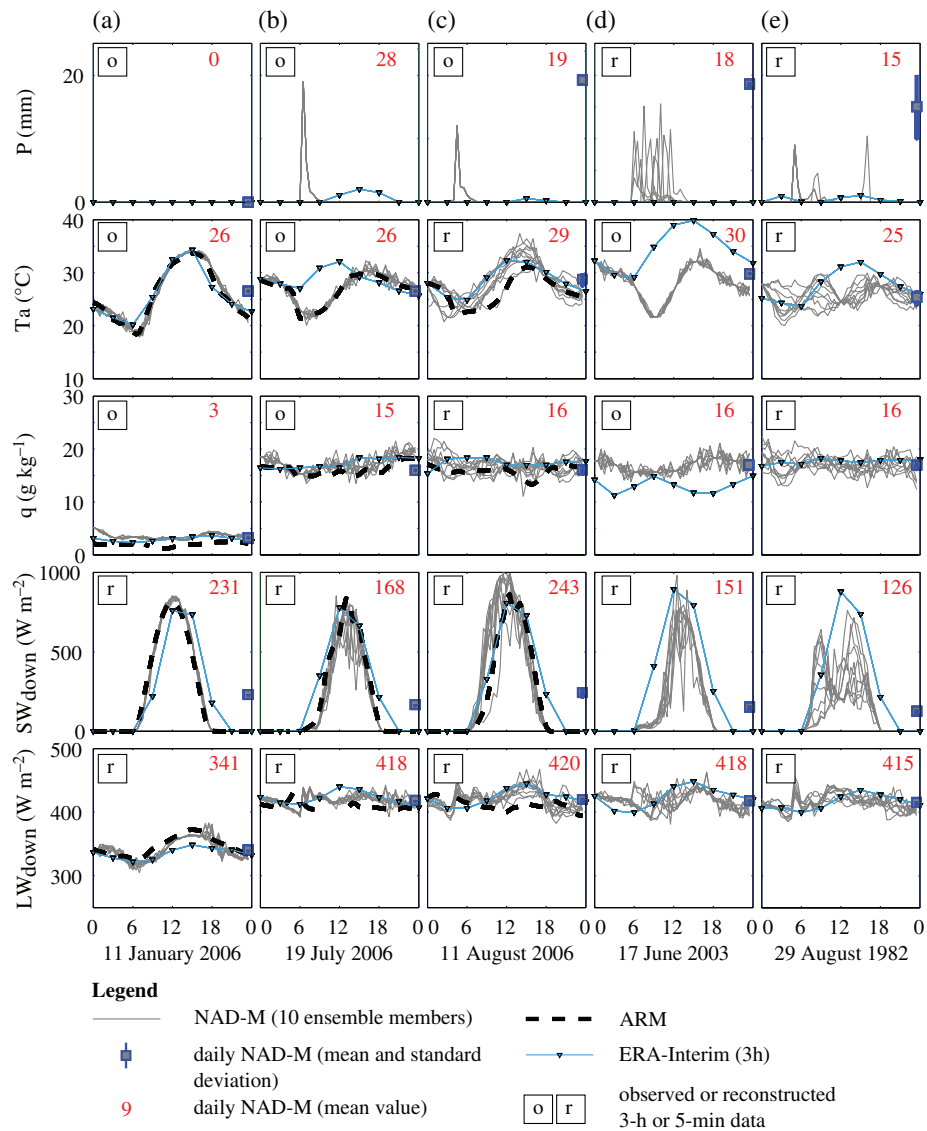 (a) (b) (c) (d) (e)
P (mm)
20
0
o 0
o 28
o 19
r 18
r 15
Ta (°C)
40
30
20
10
o 26
o 26
r 29
o 30
r 25
q (g kg⁻¹)
30
20
10
0
o 3
o 15
r 16
o 16
r 16
SWdown (W m⁻²)
1000
500
0
r 231
r 168
r 243
r 151
r 126
LWdown (W m⁻²)
500
400
300
r 341
r 418
r 420
r 418
r 415
0 6 12 18 0 6 12 18 0 6 12 18 0 6 12 18 0 6 12 18 0
11 January 2006 19 July 2006 11 August 2006 17 June 2003 29 August 1982
Legend
NAD-M (10 ensemble members)
ARM
daily NAD-M (mean and standard
deviation)
ERA-Interim (3h)
9 daily NAD-M (mean value)
o r observed or reconstructed
3-h or 5-min data